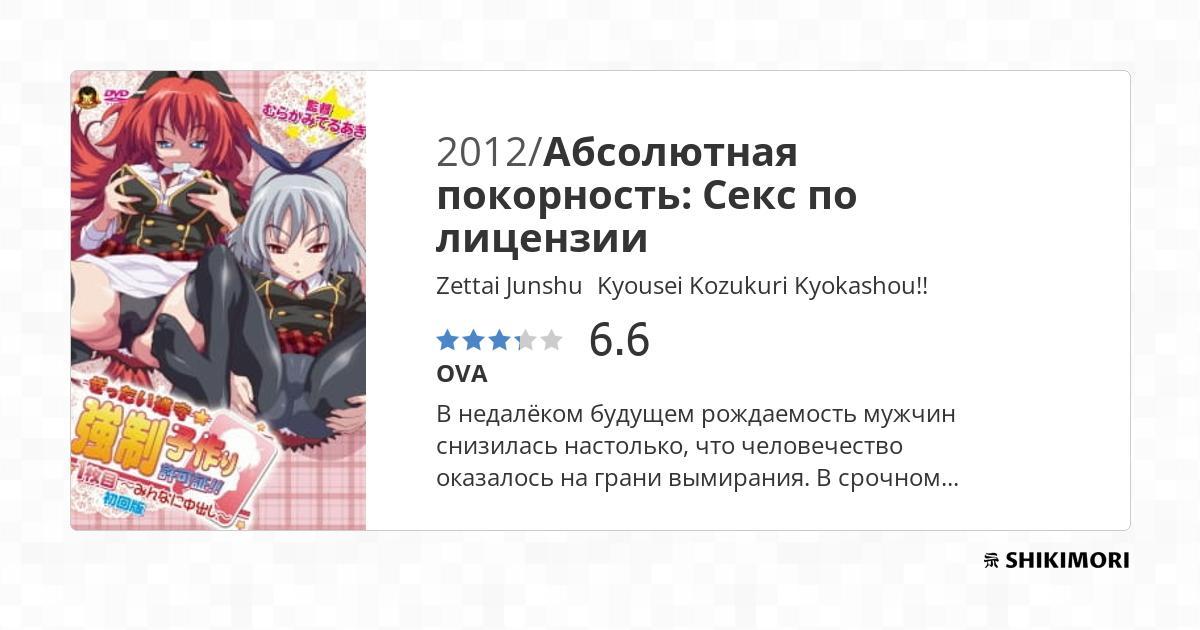 DVD
監督
むらかみてるあき
ぜったい遵守★
強制子作り
許可証!!
1枚目～みんなに中出し～
初回版
2012/Абсолютная
покорность: Секс по
лицензии
Zettai Junshu  Kyousei Kozukuri Kyokashou!!
6.6
OVA
В недалёком будущем рождаемость мужчин
снизилась настолько, что человечество
оказалось на грани вымирания. В срочном...
SHIKIMORI